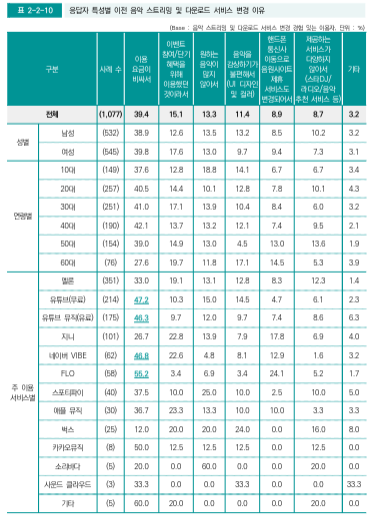 표 2-2-10 응답자 특성별 이전 음악 스트리밍 및 다운로드 서비스 변경 이유
(Base : 음악 스트리밍 및 다운로드 서비스 변경 경험 있는 이용자, 단위 : %)
구분 사례 수 이용 요금이 비싸서 이벤트 참여/단기 혜택을 위해 이용했던 것이라서 원하는 음악이 많지 않아서 음악을 감상하기가 불편해서 (UI 디자인 및 컬러) 핸드폰 통신사 이동으로 음원사이트 제휴 서비스도 변경되어서 제공하는 서비스가 다양하지 않아서 (스타DJ/라디오/음악 추천 서비스 등) 기타
전체 (1,077) 39.4 15.1 13.3 11.4 8.9 8.7 3.2
성별 남성 (532) 38.9 12.6 13.5 13.2 8.5 10.2 3.2
여성 (545) 39.8 17.6 13.0 9.7 9.4 7.3 3.1
연령별 10대 (149) 37.6 12.8 18.8 14.1 6.7 6.7 3.4
20대 (257) 40.5 14.4 10.1 12.8 7.8 10.1 4.3
30대 (251) 41.0 17.1 13.9 10.4 8.4 6.0 3.2
40대 (190) 42.1 13.7 13.2 12.1 7.4 9.5 2.1
50대 (154) 39.0 14.9 13.0 4.5 13.0 13.6 1.9
60대 (76) 27.6 19.7 11.8 17.1 14.5 5.3 3.9
주 이용 서비스별 멜론 (351) 33.0 19.1 13.1 12.8 8.3 12.3 1.4
유튜브(무료) (214) 47.2 10.3 15.0 14.5 4.7 6.1 2.3
유튜브 뮤직(유료) (175) 46.3 9.7 12.0 9.7 7.4 8.6 6.3
지니 (101) 26.7 22.8 13.9 7.9 17.8 6.9 4.0
네이버 VIBE (62) 46.8 22.6 4.8 8.1 12.9 1.6 3.2
FLO (58) 55.2 3.4 6.9 3.4 24.1 5.2 1.7
스포티파이 (40) 37.5 10.0 25.0 10.0 2.5 10.0 5.0
애플 뮤직 (30) 36.7 23.3 13.3 10.0 10.0 3.3 3.3
벅스 (25) 12.0 20.0 20.0 24.0 0.0 16.0 8.0
카카오뮤직 (8) 50.0 12.5 12.5 12.5 0.0 12.5 0.0
소리바다 (5) 20.0 0.0 60.0 0.0 0.0 20.0 0.0
사운드 클라우드 (3) 33.3 0.0 0.0 33.3 0.0 0.0 33.3
기타 (5) 60.0 20.0 0.0 0.0 0.0 20.0 0.0